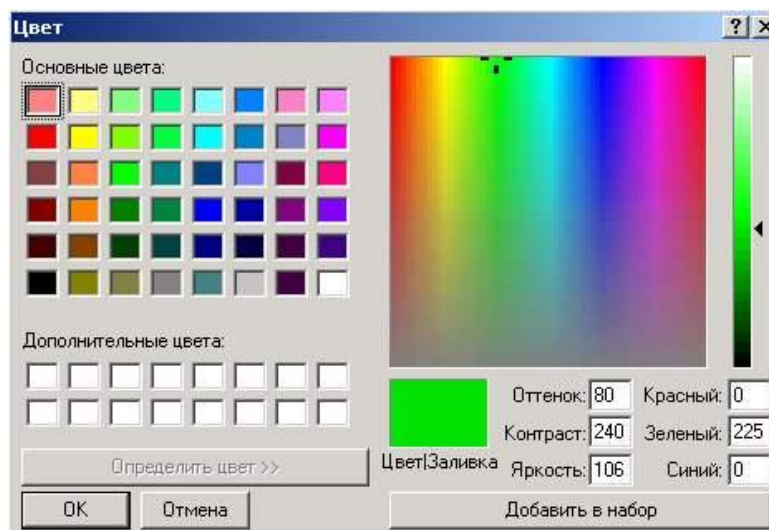 Цвет
Основные цвета:
Дополнительные цвета:
Определить цвет >>
OK
Отмена
Цвет|Заливка
Оттенок: 80
Контраст: 240
Яркость: 106
Красный: 0
Зеленый: 225
Синий: 0
Добавить в набор